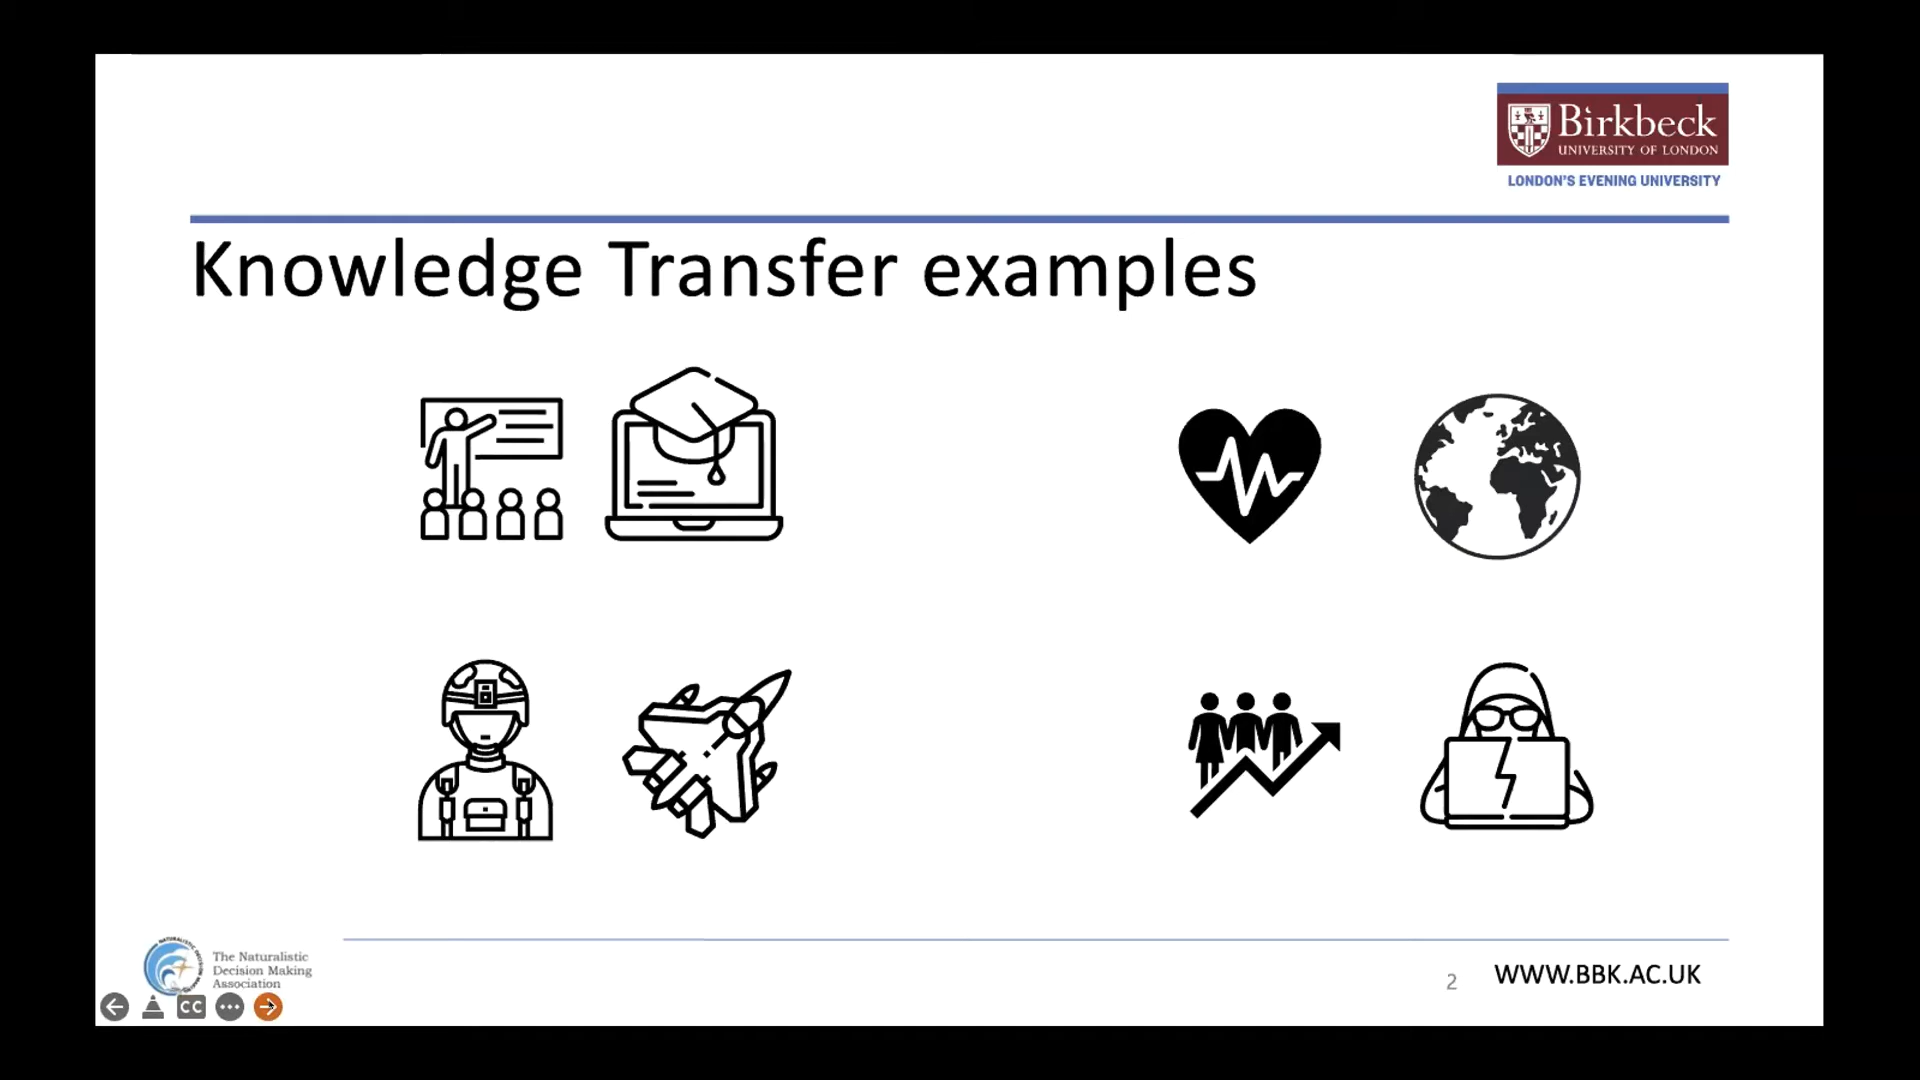 Birkbeck
UNIVERSITY OF LONDON
LONDON'S EVENING UNIVERSITY
Knowledge Transfer examples
The Naturalistic
Decision Making
Association
CC
2
WWW.BBK.AC.UK